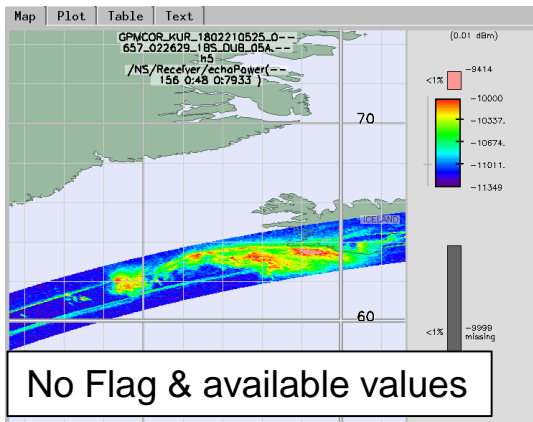 Map Plot Table Text
GPMCOR_KUR_1802210525_0--
657_022629_1BS_DUB_05A.--
h5
/NS/Receiver/echoPower(--
156 0:48 0:7933 )
(0.01 dBm)
<1% -9414
-10000
-10337.
-10674.
-11011.
-11349
70
ICELAND
60
<1% -9999
missing
No Flag & available values